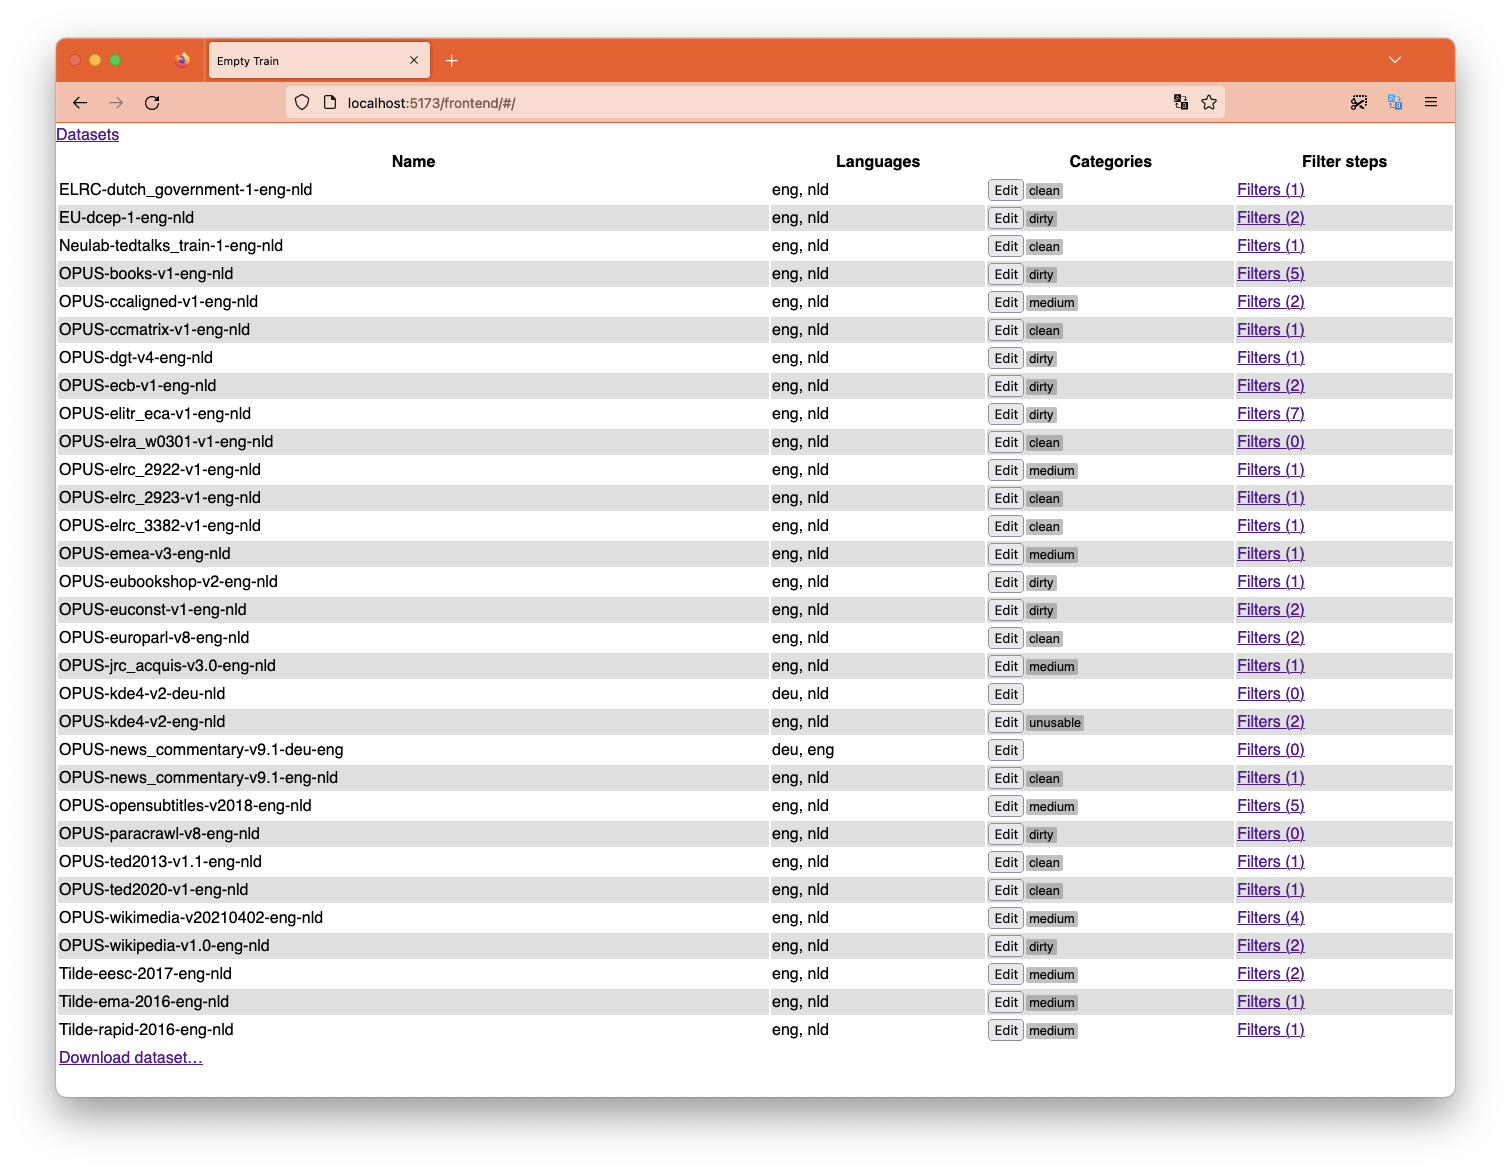 Empty Train
localhost:5173/frontend/#/
Datasets
Name Languages Categories Filter steps
ELRC-dutch_government-1-eng-nld eng, nld Edit clean Filters (1)
EU-dcep-1-eng-nld eng, nld Edit dirty Filters (2)
Neulab-tedtalks_train-1-eng-nld eng, nld Edit clean Filters (1)
OPUS-books-v1-eng-nld eng, nld Edit dirty Filters (5)
OPUS-ccaligned-v1-eng-nld eng, nld Edit medium Filters (2)
OPUS-ccmatrix-v1-eng-nld eng, nld Edit clean Filters (1)
OPUS-dgt-v4-eng-nld eng, nld Edit dirty Filters (1)
OPUS-ecb-v1-eng-nld eng, nld Edit dirty Filters (2)
OPUS-elitr_eca-v1-eng-nld eng, nld Edit dirty Filters (7)
OPUS-elra_w0301-v1-eng-nld eng, nld Edit clean Filters (0)
OPUS-elrc_2922-v1-eng-nld eng, nld Edit medium Filters (1)
OPUS-elrc_2923-v1-eng-nld eng, nld Edit clean Filters (1)
OPUS-elrc_3382-v1-eng-nld eng, nld Edit clean Filters (1)
OPUS-emea-v3-eng-nld eng, nld Edit medium Filters (1)
OPUS-eubookshop-v2-eng-nld eng, nld Edit dirty Filters (1)
OPUS-euconst-v1-eng-nld eng, nld Edit dirty Filters (2)
OPUS-europarl-v8-eng-nld eng, nld Edit clean Filters (2)
OPUS-jrc_acquis-v3.0-eng-nld eng, nld Edit medium Filters (1)
OPUS-kde4-v2-deu-nld deu, nld Edit Filters (0)
OPUS-kde4-v2-eng-nld eng, nld Edit unusable Filters (2)
OPUS-news_commentary-v9.1-deu-eng deu, eng Edit Filters (0)
OPUS-news_commentary-v9.1-eng-nld eng, nld Edit clean Filters (1)
OPUS-opensubtitles-v2018-eng-nld eng, nld Edit medium Filters (5)
OPUS-paracrawl-v8-eng-nld eng, nld Edit dirty Filters (0)
OPUS-ted2013-v1.1-eng-nld eng, nld Edit clean Filters (1)
OPUS-ted2020-v1-eng-nld eng, nld Edit clean Filters (1)
OPUS-wikimedia-v20210402-eng-nld eng, nld Edit medium Filters (4)
OPUS-wikipedia-v1.0-eng-nld eng, nld Edit dirty Filters (2)
Tilde-eesc-2017-eng-nld eng, nld Edit medium Filters (2)
Tilde-ema-2016-eng-nld eng, nld Edit medium Filters (1)
Tilde-rapid-2016-eng-nld eng, nld Edit medium Filters (1)
Download dataset…